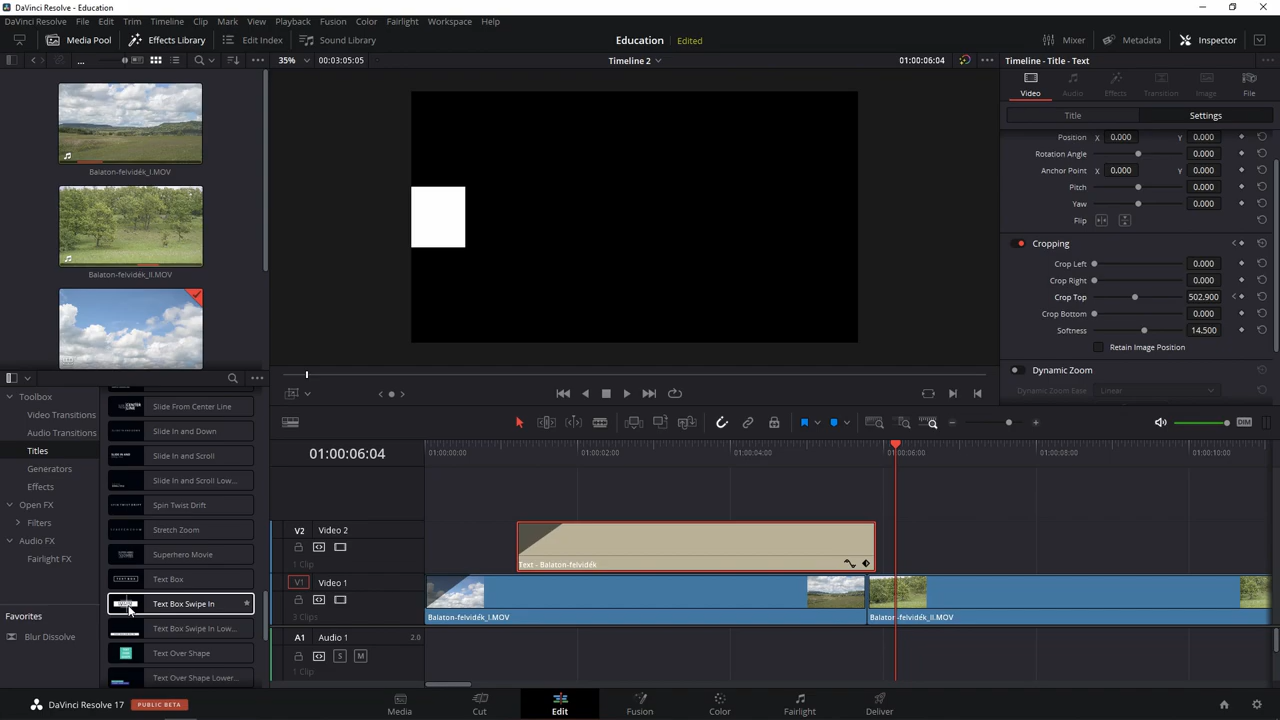 DaVinci Resolve - Education
DaVinci Resolve File Edit Trim Timeline Clip Mark View Playback Fusion Color Fairlight Workspace Help
Media Pool Effects Library Edit Index Sound Library Education Edited Mixer Metadata Inspector
... 35% 00:03:05:05 Timeline 2 01:00:06:04 Timeline - Title - Text
Video Audio Effects Transition Image File
Title Settings
Balaton-felvidék_I.MOV
Balaton-felvidék_II.MOV
Position X 0.000 Y 0.000
Rotation Angle 0.000
Anchor Point X 0.000 Y 0.000
Pitch 0.000
Yaw 0.000
Flip
Cropping
Crop Left 0.000
Crop Right 0.000
Crop Top 502.900
Crop Bottom 0.000
Softness 14.500
Retain Image Position
Dynamic Zoom
Dynamic Zoom Ease Linear
Toolbox
Video Transitions
Audio Transitions
Titles
Generators
Effects
Open FX
Filters
Audio FX
Fairlight FX
Favorites
Blur Dissolve
Slide From Center Line
Slide In and Down
Slide In and Scroll
Slide In and Scroll Low...
Spin Twist Drift
Stretch Zoom
Superhero Movie
Text Box
Text Box Swipe In
Text Box Swipe In Low...
Text Over Shape
Text Over Shape Lower...
DIM
01:00:06:04
01:00:00:00 01:00:02:00 01:00:04:00 01:00:06:00 01:00:08:00 01:00:10:00
V2 Video 2
1 Clip
Text - Balaton-felvidék
V1 Video 1
3 Clips
Balaton-felvidék_I.MOV
Balaton-felvidék_II.MOV
A1 Audio 1 2.0
S M
1 Clip
DaVinci Resolve 17 PUBLIC BETA
Media Cut Edit Fusion Color Fairlight Deliver